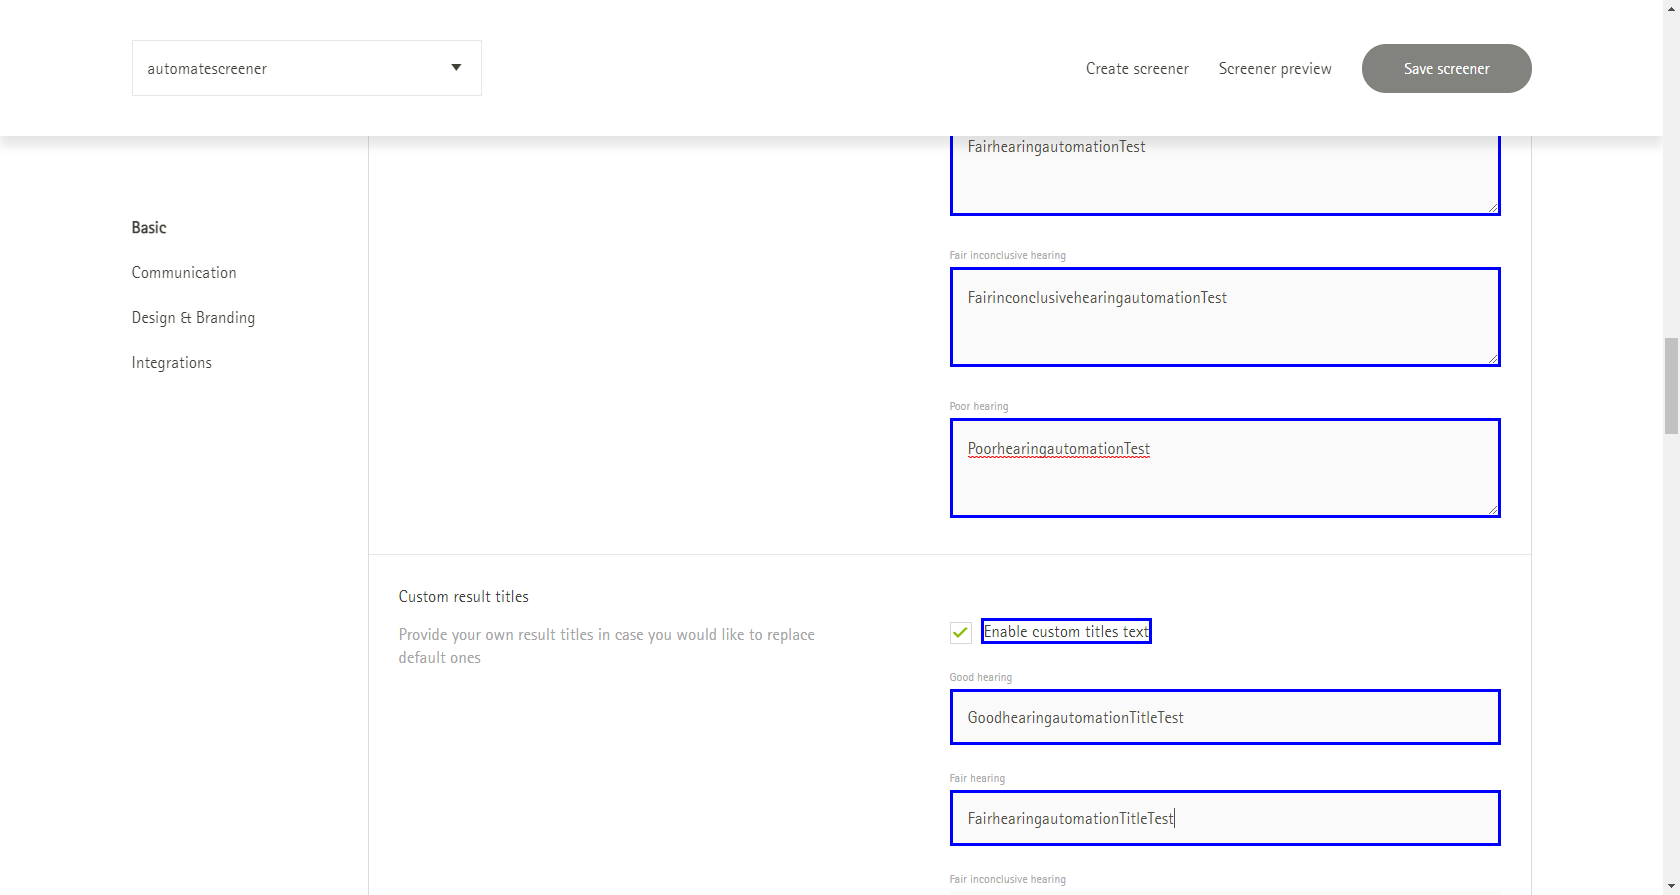 automatescreener
Create screener
Screener preview
Save screener
Basic
Communication
Design & Branding
Integrations
FairhearingautomationTest
Fair inconclusive hearing
FairinconclusivehearingautomationTest
Poor hearing
PoorhearingautomationTest
Custom result titles
Provide your own result titles in case you would like to replace
default ones
Enable custom titles text
Good hearing
GoodhearingautomationTitleTest
Fair hearing
FairhearingautomationTitleTest
Fair inconclusive hearing